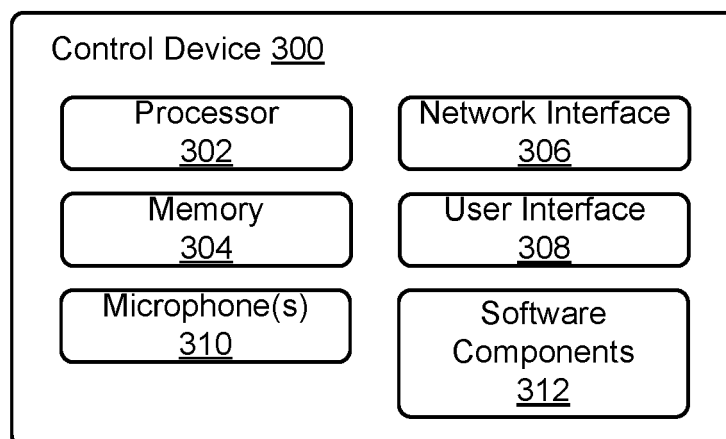 Control Device 300
Processor
302
Network Interface
306
Memory
304
User Interface
308
Microphone(s)
310
Software
Components
312